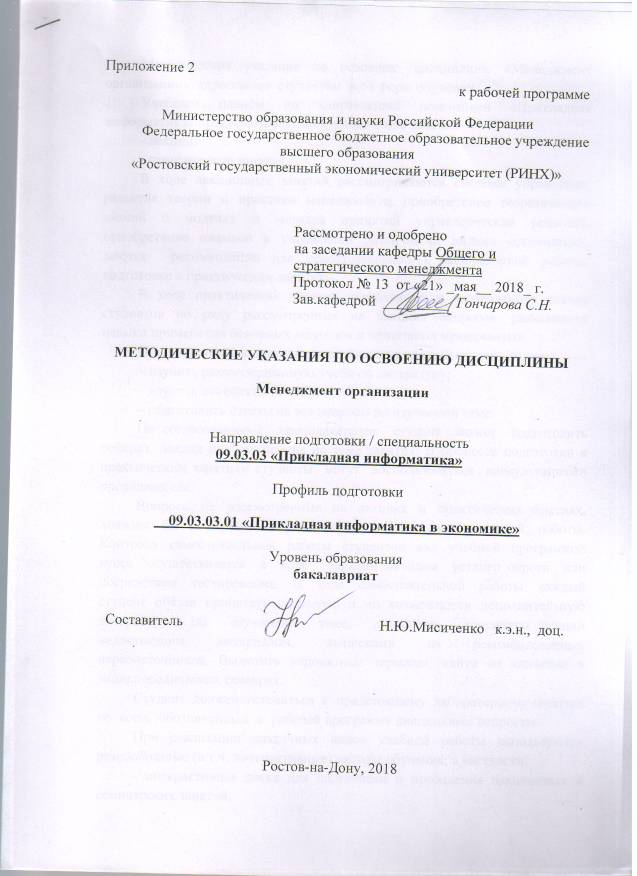 Приложение 2
к рабочей программе
Министерство образования и науки Российской Федерации
Федеральное государственное бюджетное образовательное учреждение
высшего образования
«Ростовский государственный экономический университет (РИНХ)»
Рассмотрено и одобрено
на заседании кафедры Общего и
стратегического менеджмента
Протокол № 13 от «21» _мая__ 2018_ г.
Зав.кафедрой Гончарова С.Н.
МЕТОДИЧЕСКИЕ УКАЗАНИЯ ПО ОСВОЕНИЮ ДИСЦИПЛИНЫ
Менеджмент организации
Направление подготовки / специальность
09.03.03 «Прикладная информатика»
Профиль подготовки
09.03.03.01 «Прикладная информатика в экономике»
Уровень образования
бакалавриат
Составитель Н.Ю.Мисиченко к.э.н., доц.
Ростов-на-Дону, 2018